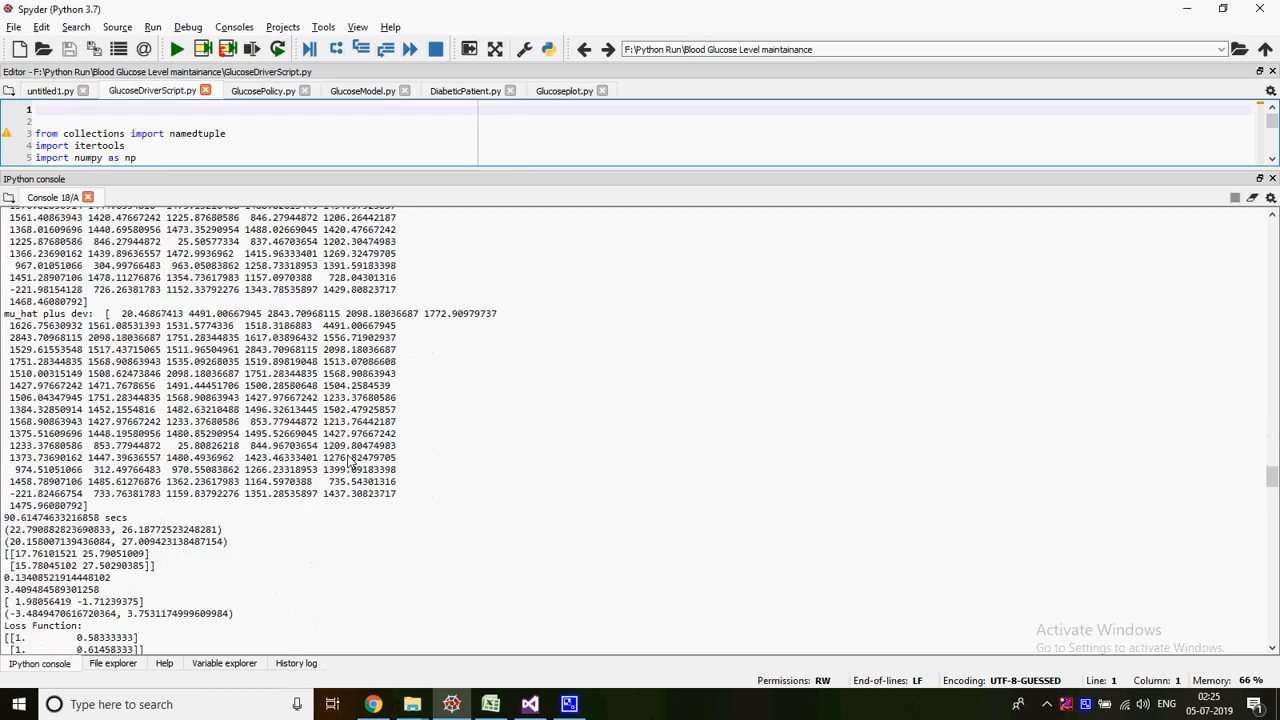 Spyder (Python 3.7)
File Edit Search Source Run Debug Consoles Projects Tools View Help
F:\Python Run\Blood Glucose Level maintainance
Editor - F:\Python Run\Blood Glucose Level maintainance\GlucoseDriverScript.py
untitled1.py GlucoseDriverScript.py GlucosePolicy.py GlucoseModel.py DiabeticPatient.py Glucoseplot.py
1
2
3 from collections import namedtuple
4 import itertools
5 import numpy as np
IPython console
Console 18/A
1561.40863943 1420.47667242 1225.87680586 846.27944872 1206.26442187
1368.01609696 1440.69580956 1473.35290954 1488.02669045 1420.47667242
1225.87680586 846.27944872 25.50577334 837.46703654 1202.30474983
1366.23690162 1439.89636557 1472.9936962 1415.96333401 1269.32479705
967.01051066 304.99766483 963.05083862 1258.73318953 1391.59183398
1451.28907106 1478.11276876 1354.73617983 1157.0970388 728.04301316
-221.98154128 726.26381783 1152.33792276 1343.78535897 1429.80823717
1468.46080792]
mu_hat plus dev: [ 20.46867413 4491.00667945 2843.70968115 2098.18036687 1772.90979737
1626.75630932 1561.08531393 1531.5774336 1518.3186883 4491.00667945
2843.70968115 2098.18036687 1751.28344835 1617.03896432 1556.71902937
1529.61553548 1517.43715065 1511.96504961 2843.70968115 2098.18036687
1751.28344835 1568.90863943 1535.09268035 1519.89819048 1513.07086608
1510.00315149 1508.62473804 2098.18036687 1751.28344835 1568.90863943
1427.97667242 1471.7678656 1491.44451706 1500.28580648 1504.2584539
1506.04347945 1751.28344835 1568.90863943 1427.97667242 1233.37680586
1384.32850914 1452.1554816 1482.63210488 1496.32613445 1502.47925857
1568.90863943 1427.97667242 1233.37680586 853.77944872 1213.76442187
1375.51609696 1448.19580956 1480.85290954 1495.52669045 1427.97667242
1233.37680586 853.77944872 25.80826218 844.96703654 1209.80474983
1373.73690162 1447.39636557 1480.4936962 1423.46333401 1276.82479705
974.51051066 312.49766483 970.55083862 1266.23318953 1399.09183398
1458.78907106 1485.61276876 1362.23617983 1164.5970388 735.54301316
-221.82466754 733.76381783 1159.83792276 1351.28535897 1437.30823717
1475.96080792]
90.61474633216858 secs
(22.790882823690833, 26.18772523248281)
(20.158007139436084, 27.009423138487154)
[[17.76101521 25.79051009]
[15.78045102 27.50290385]]
0.13408521914448102
3.409484589301258
[ 1.98056419 -1.71239375]
(-3.4849470616720364, 3.7531174999609984)
Loss Function:
[[1. 0.58333333]
[1. 0.61458333]]
Activate Windows
Go to Settings to activate Windows.
IPython console File explorer Help Variable explorer History log
Permissions: RW End-of-lines: LF Encoding: UTF-8-GUESSED Line: 1 Column: 1 Memory: 66 %
Type here to search
ENG
02:25
05-07-2019
1